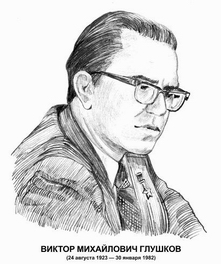 ВИКТОР МИХАЙЛОВИЧ ГЛУШКОВ
(24 августа 1923 — 30 января 1982)